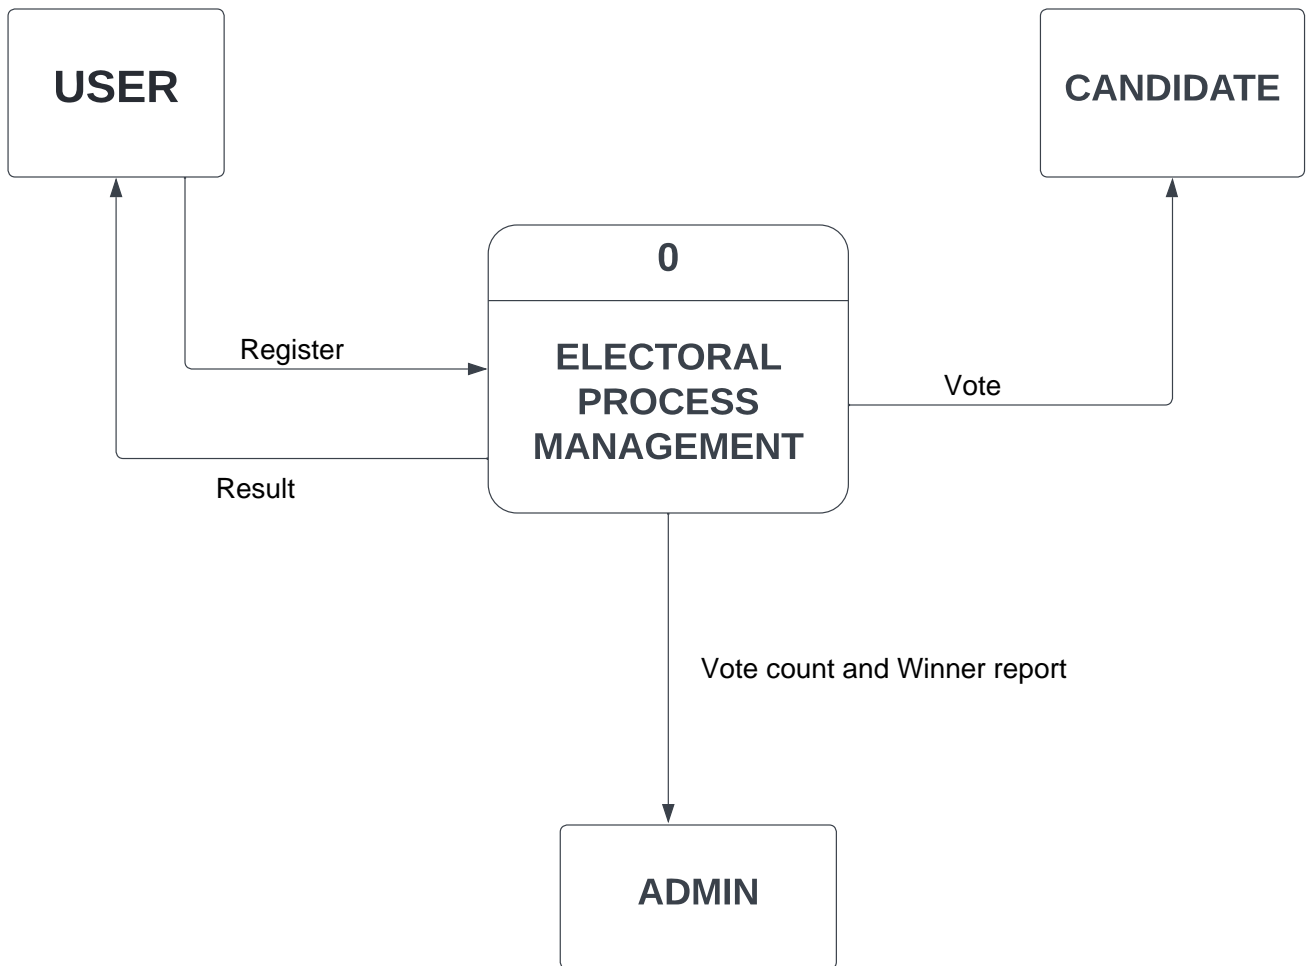 USER
CANDIDATE
0
ELECTORAL
PROCESS
MANAGEMENT
Register
Vote
Result
Vote count and Winner report
ADMIN